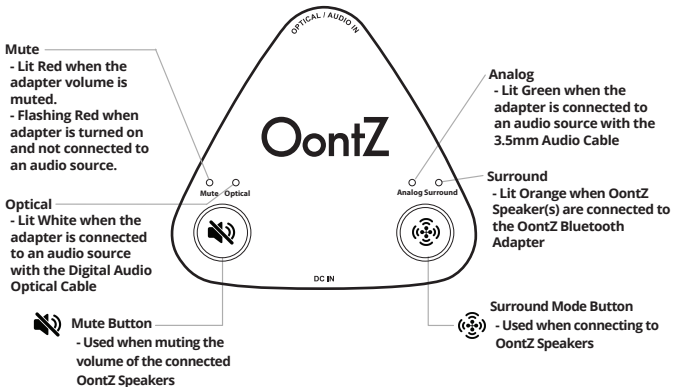 OPTICAL / AUDIO IN
Mute
- Lit Red when the
adapter volume is
muted.
- Flashing Red when
adapter is turned on
and not connected to
an audio source.
Optical
- Lit White when the
adapter is connected
to an audio source
with the Digital Audio
Optical Cable
Mute Button
- Used when muting the
volume of the connected
OontZ Speakers
OontZ
Mute Optical
Analog Surround
DC IN
Analog
- Lit Green when the
adapter is connected to
an audio source with the
3.5mm Audio Cable
Surround
- Lit Orange when OontZ
Speaker(s) are connected to
the OontZ Bluetooth
Adapter
Surround Mode Button
- Used when connecting to
OontZ Speakers